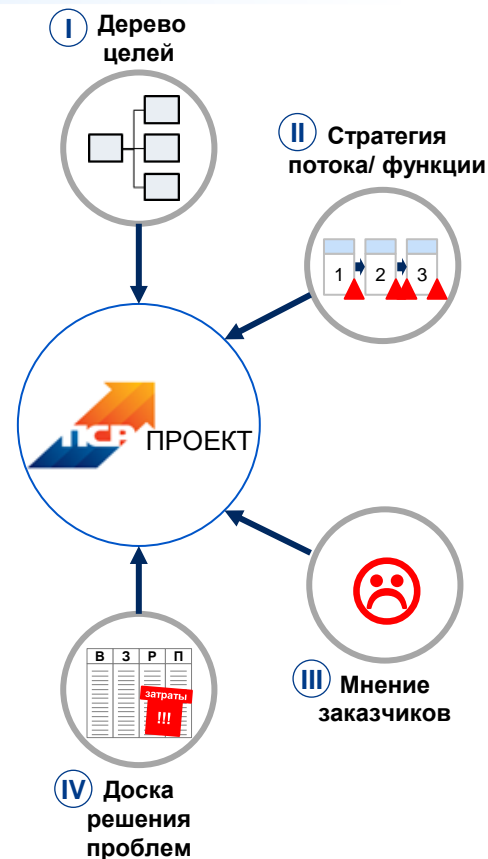 I
Дерево
целей
II
Стратегия
потока/ функции
1 2 3
ПСР
ПРОЕКТ
III
Мнение
заказчиков
В З Р П
затраты
!!!
IV
Доска
решения
проблем